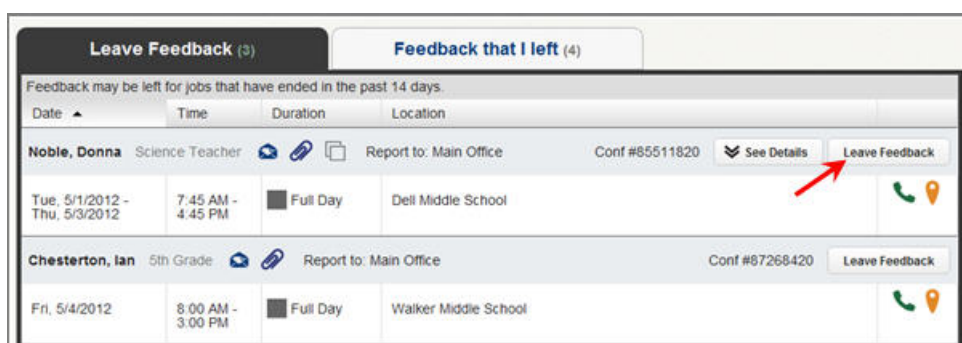 Leave Feedback (3) Feedback that I left (4)
Feedback may be left for jobs that have ended in the past 14 days.
Date Time Duration Location
Noble, Donna Science Teacher Report to: Main Office Conf #85511820 See Details Leave Feedback
Tue, 5/1/2012 - 7:45 AM - Full Day Dell Middle School
Thu, 5/3/2012 4:45 PM
Chesterton, Ian 5th Grade Report to: Main Office Conf #87268420 Leave Feedback
Fri, 5/4/2012 8:00 AM - Full Day Walker Middle School
3:00 PM